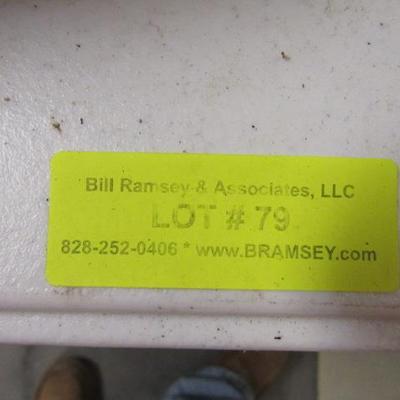 Bill Ramsey & Associates, LLC
LOT # 79
828-252-0406 * www.BRAMSEY.com